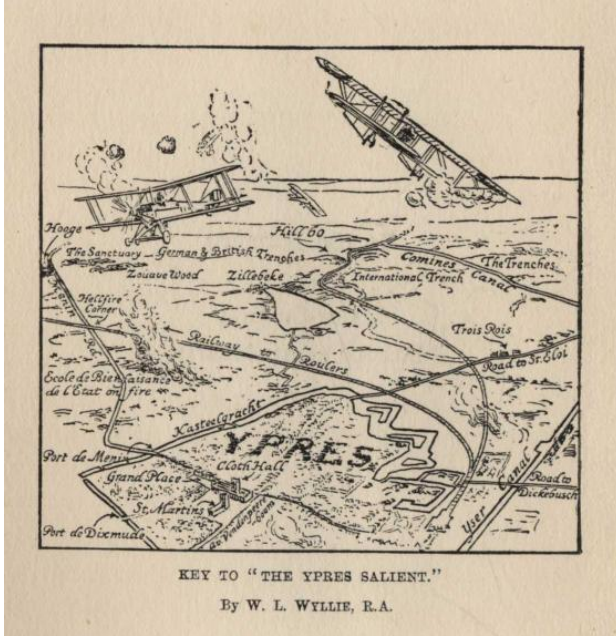 Hooge
Hill 60
The Sanctuary
German & British Trenches
Comines
Canal
The Trenches
Zouave Wood
Zillebeke
International Trench
Hellfire
Corner
Trois Rois
Railway to Roulers
Road to St. Eloi
Menin Rd.
Ecole de Bienfaisance
de l'Etat on fire
Kasteelgracht
YPRES
Port de Menin
Cloth Hall
Grand Place
Yser Canal
Road to
Dickebusch
St. Martins
Port de Dixmude
KEY TO "THE YPRES SALIENT."
By W. L. WYLLIE, R.A.